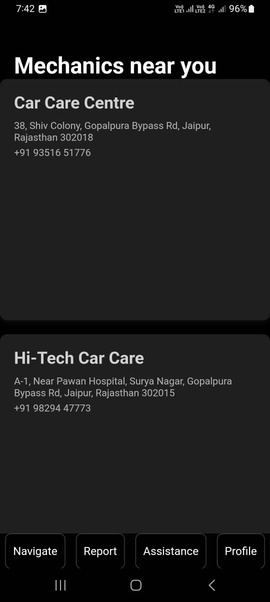 7:42
Vo) LTE1 Vo) LTE2 4G 96%
Mechanics near you
Car Care Centre
38, Shiv Colony, Gopalpura Bypass Rd, Jaipur,
Rajasthan 302018
+91 93516 51776
Hi-Tech Car Care
A-1, Near Pawan Hospital, Surya Nagar, Gopalpura
Bypass Rd, Jaipur, Rajasthan 302015
+91 98294 47773
Navigate Report Assistance Profile